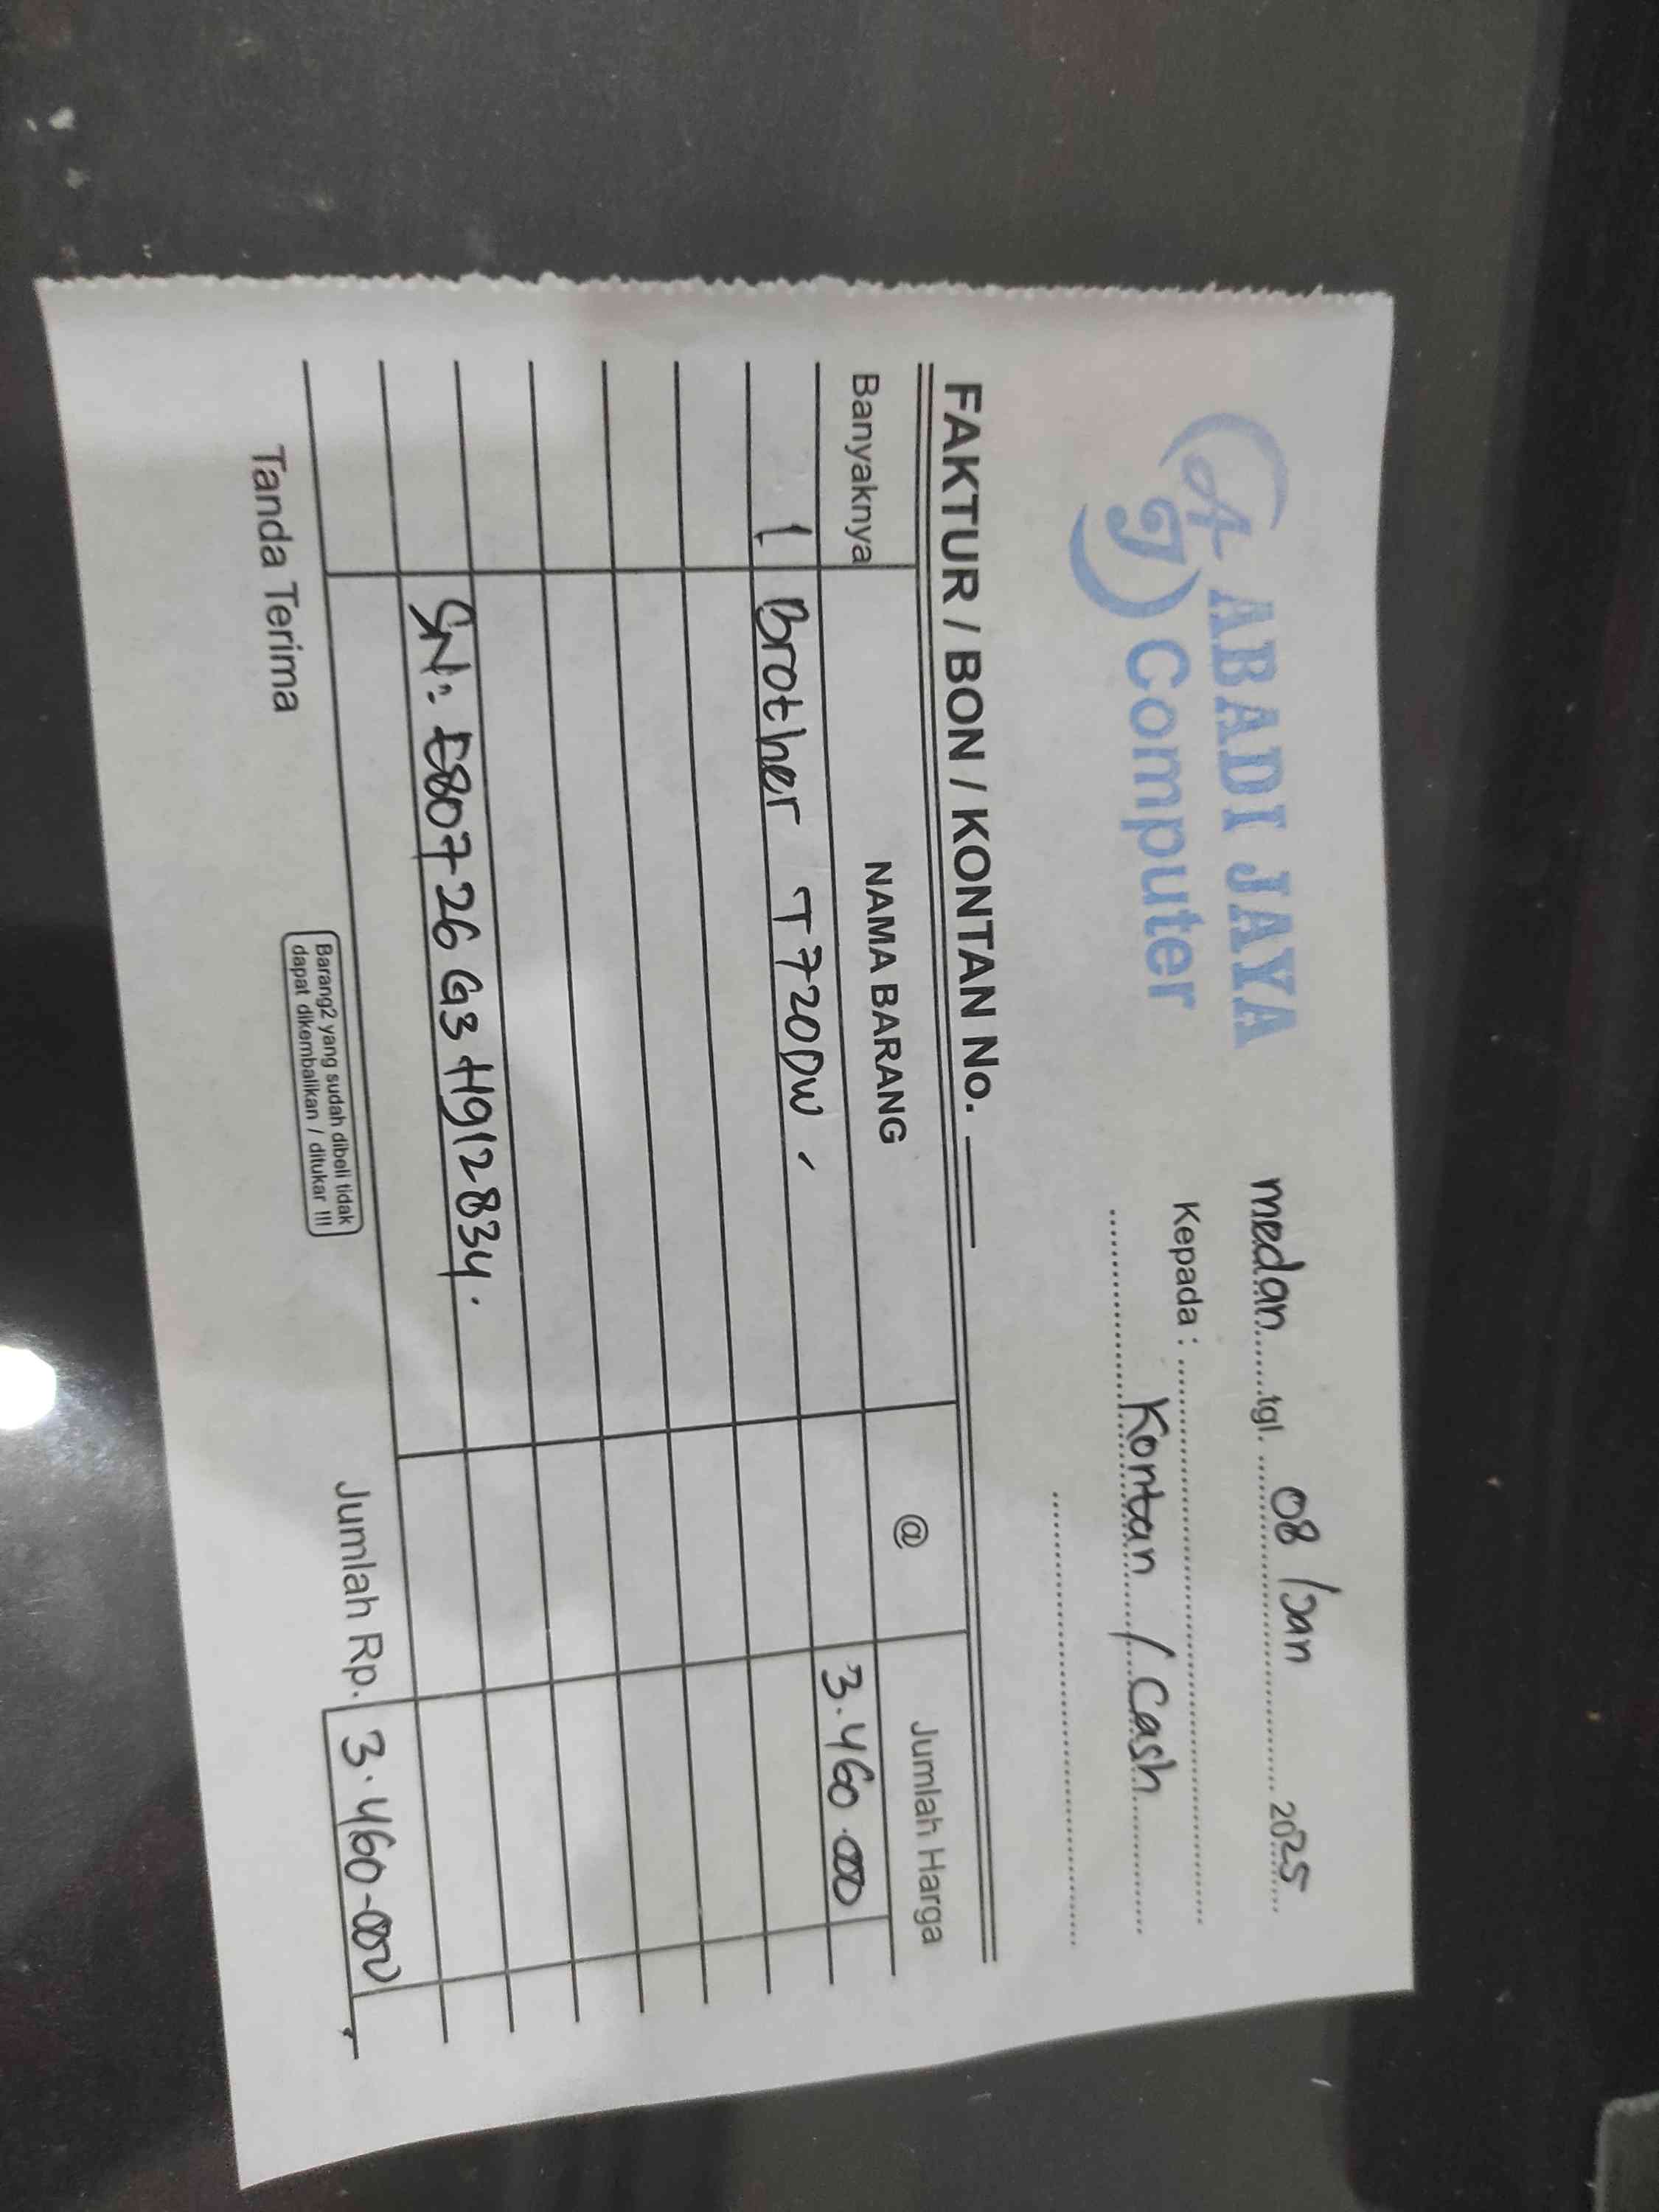 ABADI JAYA
AJ Computer
medan tgl. 08 / Jan 2025
Kepada :
Kontan / Cash
FAKTUR / BON / KONTAN No.
Banyaknya NAMA BARANG @ Jumlah Harga
1 Brother T720DW 3.460.000
SN: E80726G3H912834.
Tanda Terima
Barang2 yang sudah dibeli tidak
dapat dikembalikan / ditukar !!!
Jumlah Rp. 3.460.000